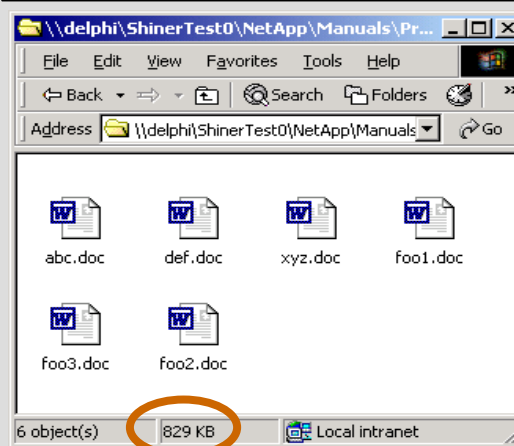 \\delphi\ShinerTest0\NetApp\Manuals\Pr...
File Edit View Favorites Tools Help
Back Search Folders »
Address \\delphi\ShinerTest0\NetApp\Manuals Go
abc.doc def.doc xyz.doc foo1.doc
foo3.doc foo2.doc
6 object(s) 829 KB Local intranet